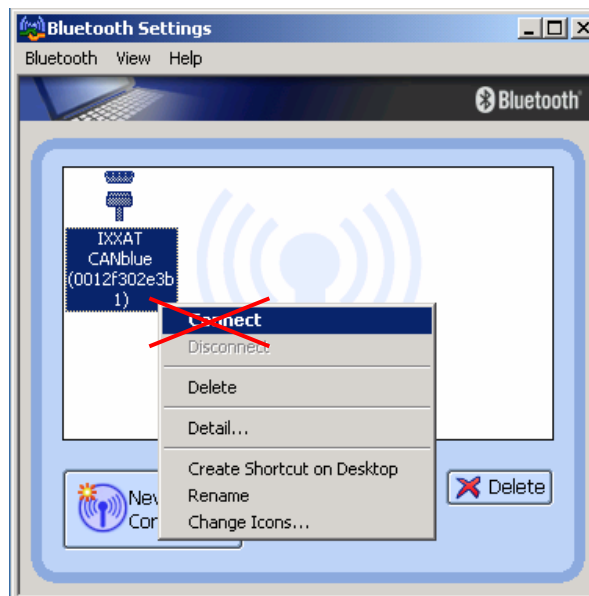 Bluetooth Settings
Bluetooth View Help
Bluetooth
IXXAT
CANblue
(0012f302e3b
1)
Connect
Disconnect
Delete
Detail...
Create Shortcut on Desktop
Rename
Change Icons...
Delete